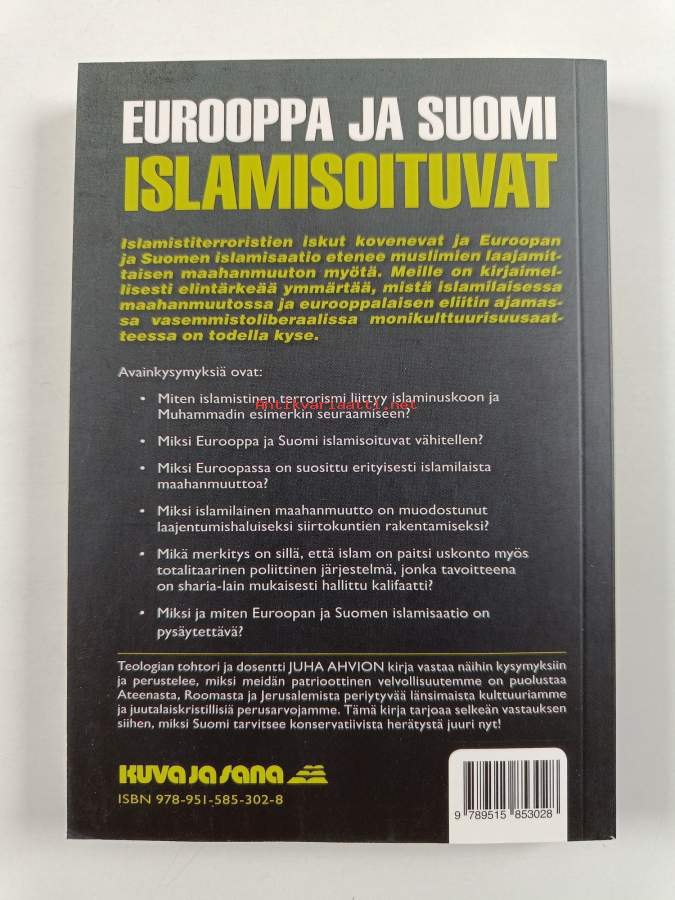 EUROOPPA JA SUOMI
ISLAMISOITUVAT
Islamistiterroristien iskut kovenevat ja Euroopan
ja Suomen islamisaatio etenee muslimien laajamit-
taisen maahanmuuton myötä. Meille on kirjaimel-
lisesti elintärkeää ymmärtää, mistä islamilaisessa
maahanmuutossa ja eurooppalaisen eliitin ajamas-
sa vasemmistoliberaalissa monikulttuurisuusaat-
teessa on todella kyse.
Avainkysymyksiä ovat:
• Miten islamistinen terrorismi liittyy islaminuskoon ja
Antikvariaatti.net
Muhammadin esimerkin seuraamiseen?
• Miksi Eurooppa ja Suomi islamisoituvat vähitellen?
• Miksi Euroopassa on suosittu erityisesti islamilaista
maahanmuuttoa?
• Miksi islamilainen maahanmuutto on muodostunut
laajentumishaluiseksi siirtokuntien rakentamiseksi?
• Mikä merkitys on sillä, että islam on paitsi uskonto myös
totalitaarinen poliittinen järjestelmä, jonka tavoitteena
on sharia-lain mukaisesti hallittu kalifaatti?
• Miksi ja miten Euroopan ja Suomen islamisaatio on
pysäytettävä?
Teologian tohtori ja dosentti JUHA AHVION kirja vastaa näihin kysymyksiin
ja perustelee, miksi meidän patrioottinen velvollisuutemme on puolustaa
Ateenasta, Roomasta ja Jerusalemista periytyvää länsimaista kulttuuriamme
ja juutalaiskristillisiä perusarvojamme. Tämä kirja tarjoaa selkeän vastauksen
siihen, miksi Suomi tarvitsee konservatiivista herätystä juuri nyt!
KUVA JA SANA
ISBN 978-951-585-302-8
9 789515 853028